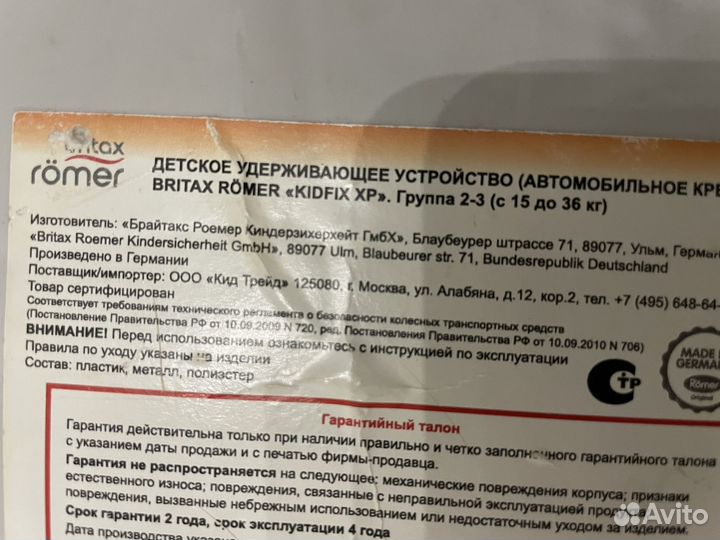 britax
römer
ДЕТСКОЕ УДЕРЖИВАЮЩЕЕ УСТРОЙСТВО (АВТОМОБИЛЬНОЕ КРЕ
BRITAX RÖMER «KIDFIX XP». Группа 2-3 (с 15 до 36 кг)
Изготовитель: «Брайтакс Роемер Киндерзихерхейт ГмбХ», Блаубеурер штрассе 71, 89077, Ульм, Герман
«Britax Roemer Kindersicherheit GmbH», 89077 Ulm, Blaubeurer str. 71, Bundesrepublik Deutschland
Произведено в Германии
Поставщик/импортер: ООО «Кид Трейд» 125080, г, Москва, ул. Алабяна, д.12, кор.2, тел. +7 (495) 648-64-
Товар сертифицирован
Соответствует требованиям технического регламента о безопасности колесных транспортных средств
(Постановление Правительства РФ от 10.09.2009 N 720, ред. Постановления Правительства РФ от 10.09.2010 N 706)
ВНИМАНИЕ! Перед использованием ознакомьтесь с инструкцией по эксплуатации
Правила по уходу указаны на изделии
Состав: пластик, металл, полиэстер
СТР
MADE IN
GERMANY
Römer
Original
Гарантийный талон
Гарантия действительна только при наличии правильно и четко заполненного гарантийного талона
с указанием даты продажи и с печатью фирмы-продавца.
Гарантия не распространяется на следующее: механические повреждения корпуса; признаки
естественного износа; повреждения, связанные с неправильной эксплуатацией проду
повреждения, вызванные небрежным использованием или недостаточным уходом за изделием.
Срок гарантии 2 года, срок эксплуатации 4 года
Дата производства указана
Avito